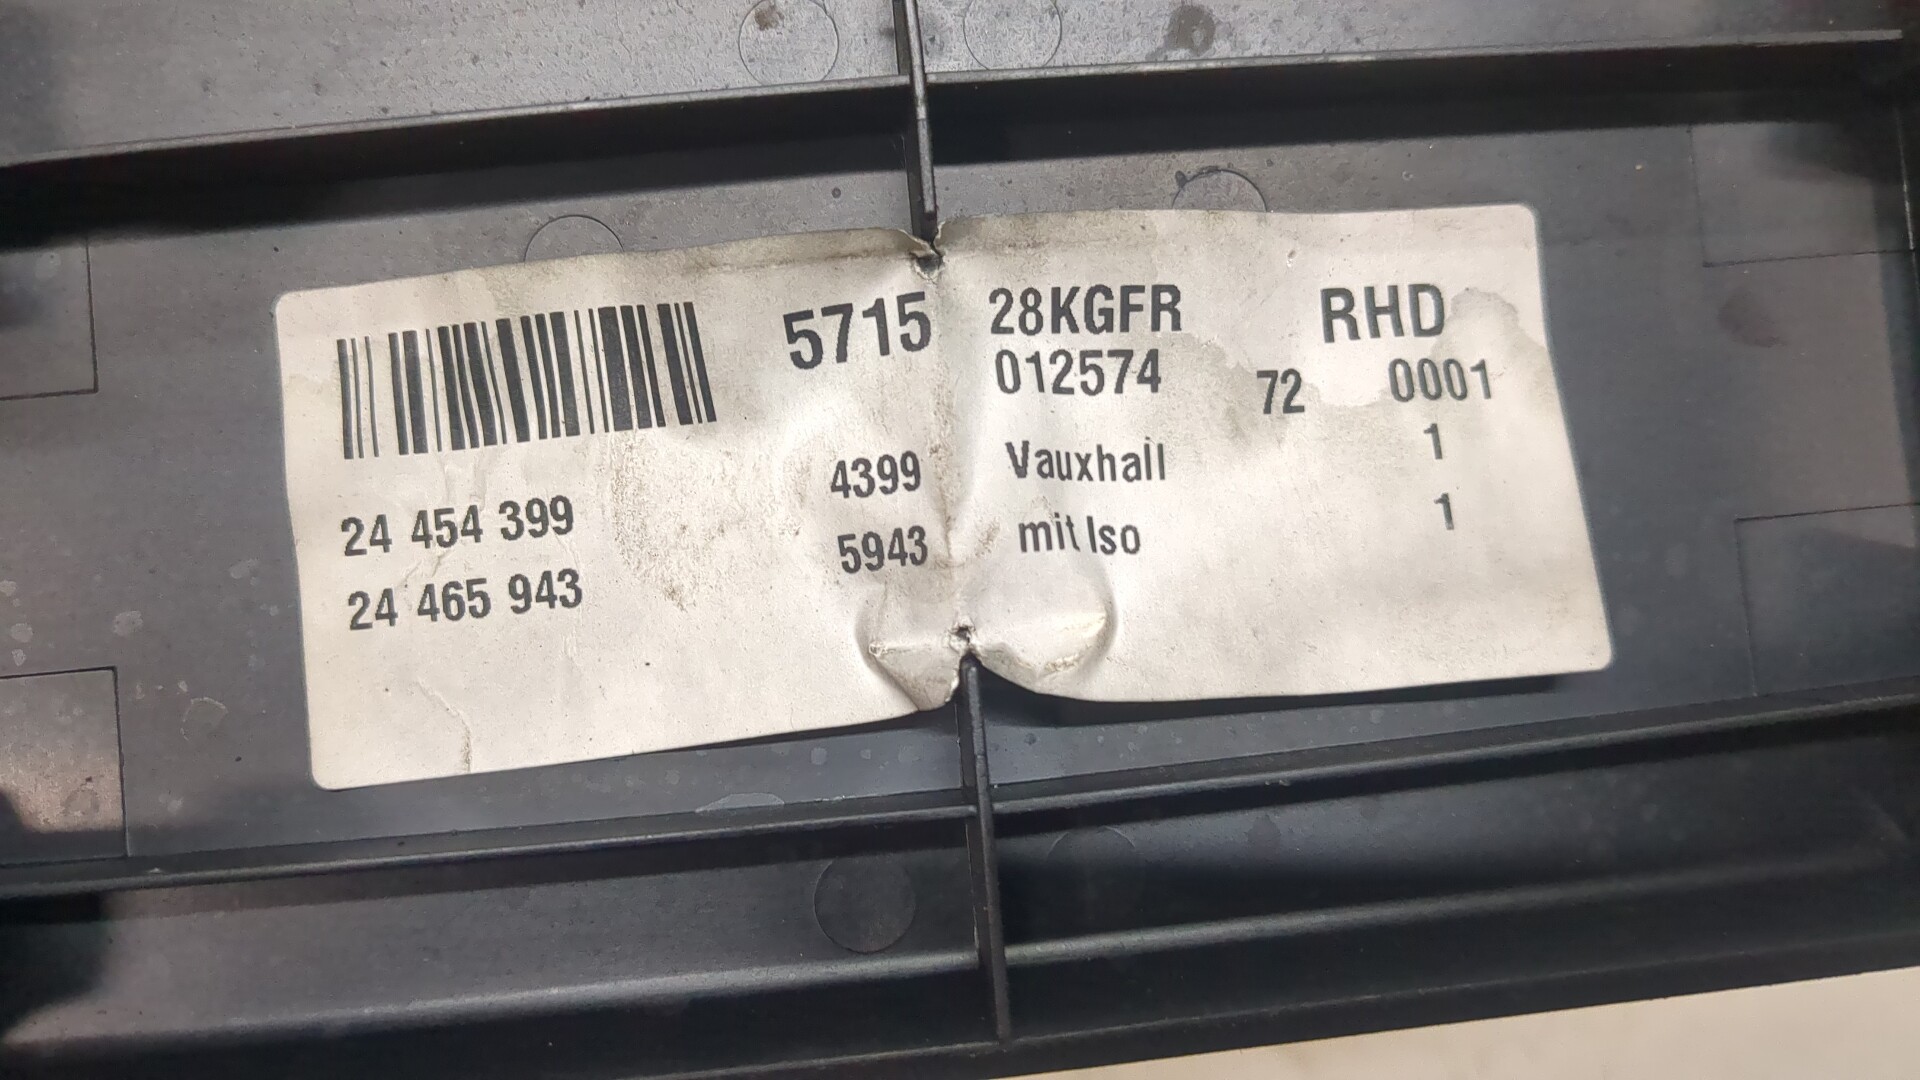 5715 28KGFR RHD
012574 72 0001
24 454 399 4399 Vauxhall 1
24 465 943 5943 mit Iso 1